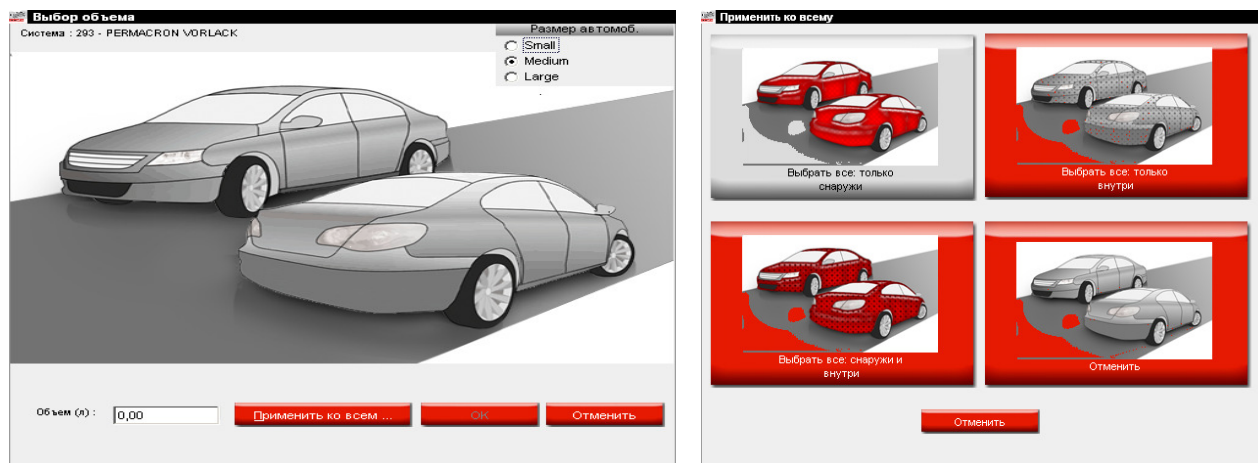 Выбор объема
Система : 293 - PERMACRON VORLACK
Размер автомоб.
Small
Medium
Large
Объем (л) :
0,00
Применить ко всем ...
OK
Отменить
Применить ко всему
Выбрать все: только
снаружи
Выбрать все: только
внутри
Выбрать все: снаружи и
внутри
Отменить
Отменить